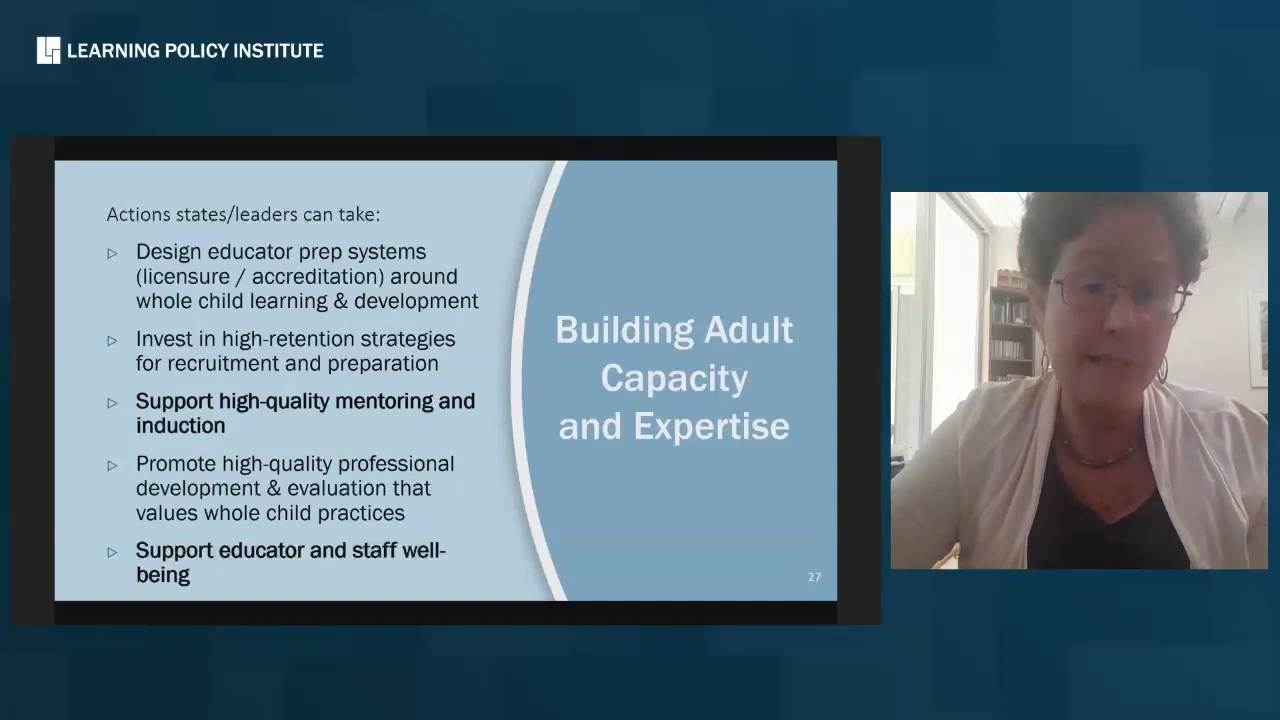 LEARNING POLICY INSTITUTE
Actions states/leaders can take:
Design educator prep systems
(licensure / accreditation) around
whole child learning & development
Invest in high-retention strategies
for recruitment and preparation
Support high-quality mentoring and
induction
Promote high-quality professional
development & evaluation that
values whole child practices
Support educator and staff well-
being
Building Adult
Capacity
and Expertise
27